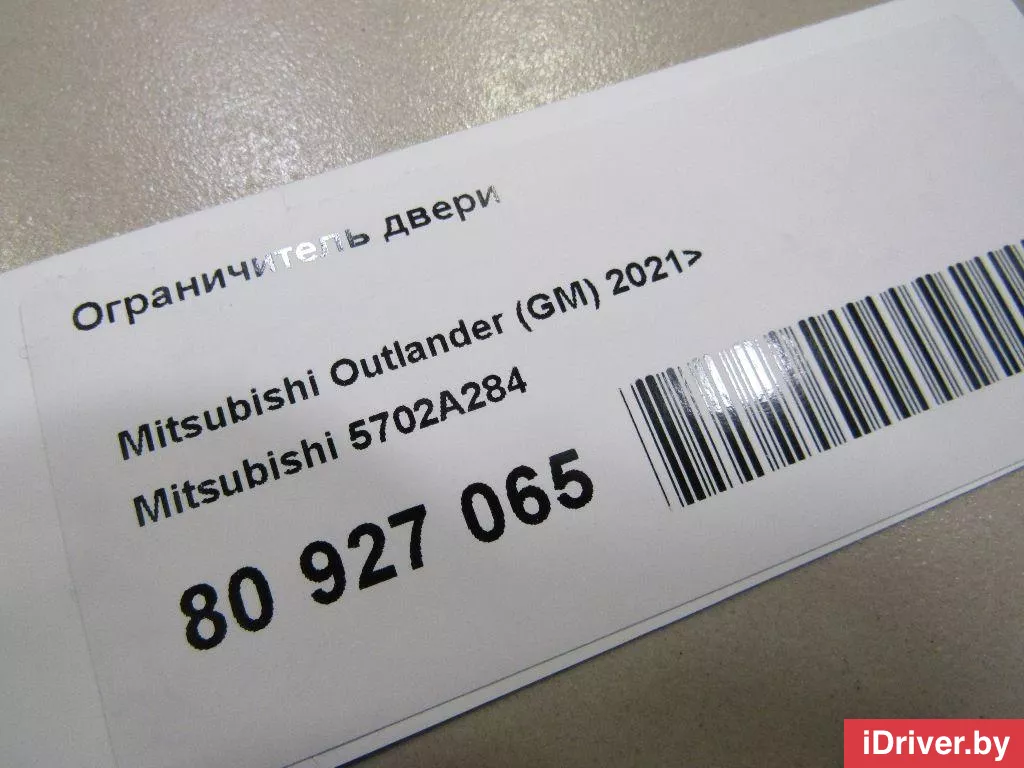 Ограничитель двери
Mitsubishi Outlander (GM) 2021>
Mitsubishi 5702A284
80 927 065
iDriver.by